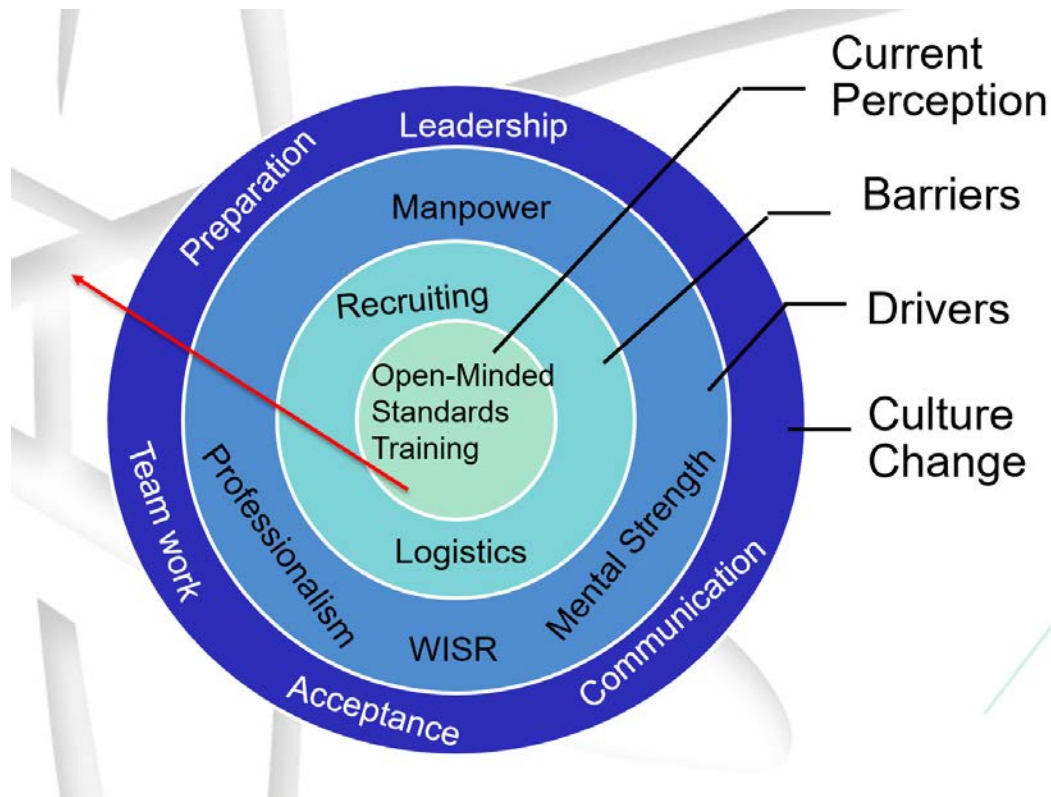 Current
Perception
Barriers
Drivers
Culture
Change
Leadership
Preparation
Team work
Acceptance
Communication
Manpower
Professionalism
WISR
Mental Strength
Recruiting
Logistics
Open-Minded
Standards
Training